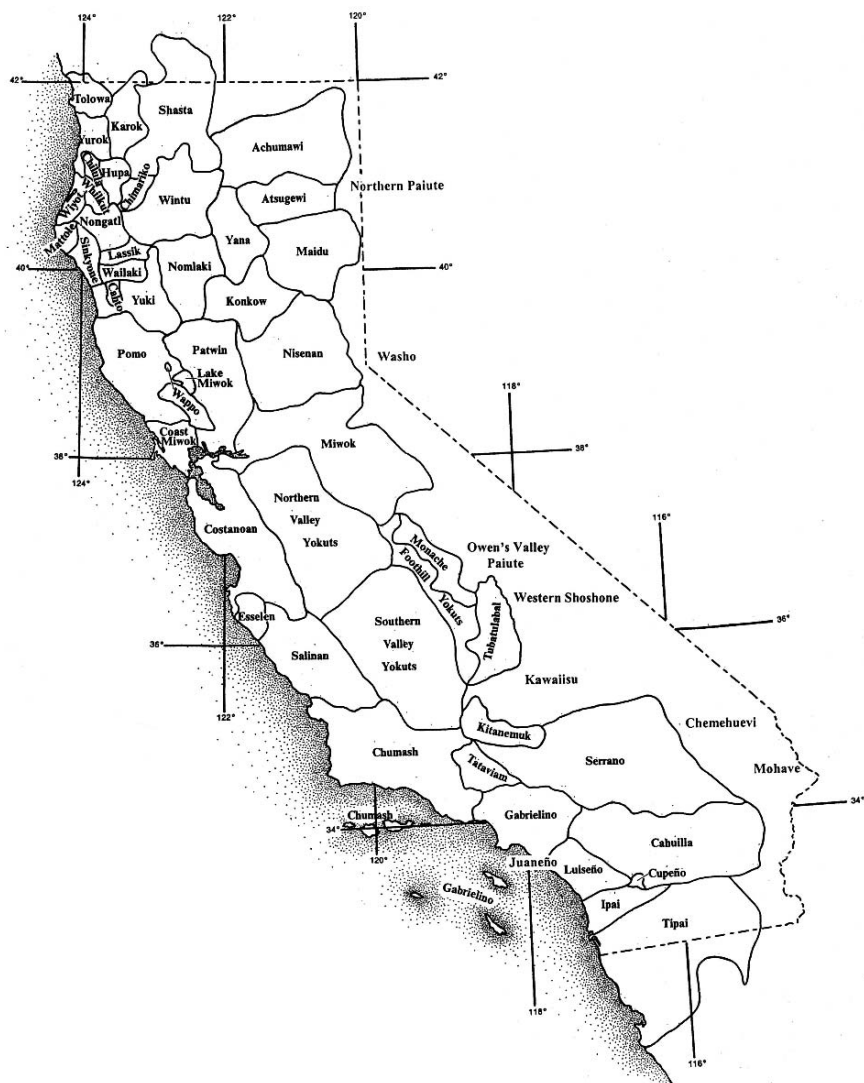 124°
122°
120°
42°
42°
Tolowa
Shasta
Karok
Yurok
Achumawi
Chilula
Hupa
Chimariko
Northern Paiute
Whilkut
Wiyot
Wintu
Atsugewi
Nongatl
Mattole
Yana
Sinkyone
Lassik
Maidu
40°
Wailaki
Nomlaki
40°
Cahto
Yuki
Konkow
Pomo
Patwin
Nisenan
Washo
Lake
Miwok
Wappo
118°
Coast
Miwok
Miwok
38°
38°
124°
Northern
Valley
Yokuts
Costanoan
116°
Monache
Owen's Valley
Paiute
Foothill
Yokuts
Western Shoshone
122°
Esselen
Tubatulabal
36°
36°
Southern
Valley
Yokuts
Salinan
Kawaiisu
122°
Kitanemuk
Chemehuevi
Chumash
Serrano
Tataviam
Mohave
34°
Chumash
Gabrielino
34°
Cahuilla
120°
Juaneño
Luiseño
Cupeño
Gabrielino
Ipai
Tipai
118°
116°